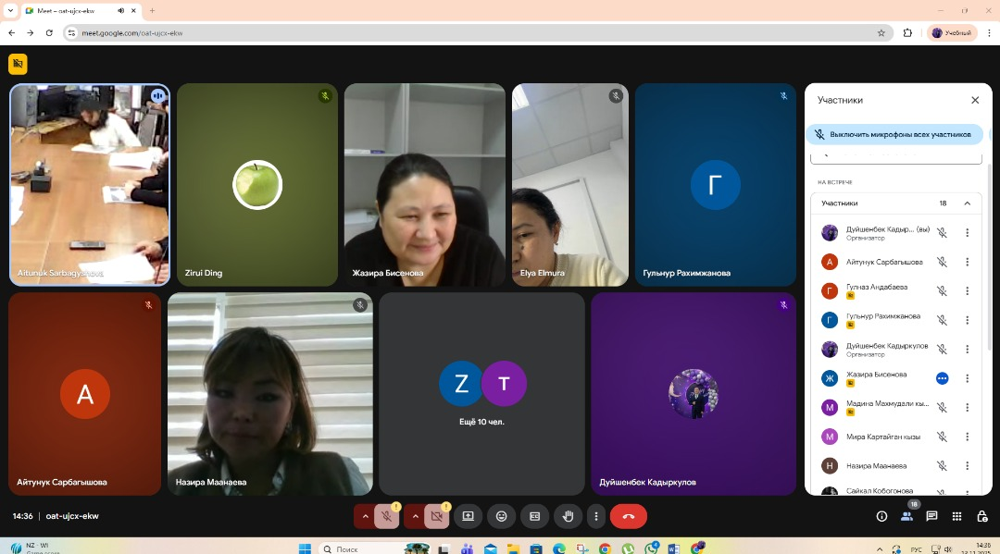 Meet – oat-ujcx-ekw
meet.google.com/oat-ujcx-ekw
Учебный
Aitunuk Sarbagyshova
Zirui Ding
Жазира Бисенова
Elya Elmura
Г
Гульнур Рахимжанова
A
Айтунук Сарбагышова
Назира Маанаева
Z
T
Ещё 10 чел.
Дуйшенбек Кадыркулов
Участники
Выключить микрофоны всех участников
НА ВСТРЕЧЕ
Участники
18
Дуйшенбек Кадыр... (вы)
Организатор
А
Айтунук Сарбагышова
Г
Гулназ Андабаева
Г
Гульнур Рахимжанова
Дуйшенбек Кадыркулов
Организатор
Ж
Жазира Бисенова
М
Мадина Махмудали кы...
М
Мира Картайган кызы
Н
Назира Маанаева
Сайкал Кобогонова
14:36 | oat-ujcx-ekw
18
NZ - WI
Game score
Поиск
РУС
14:36
13.11.2025